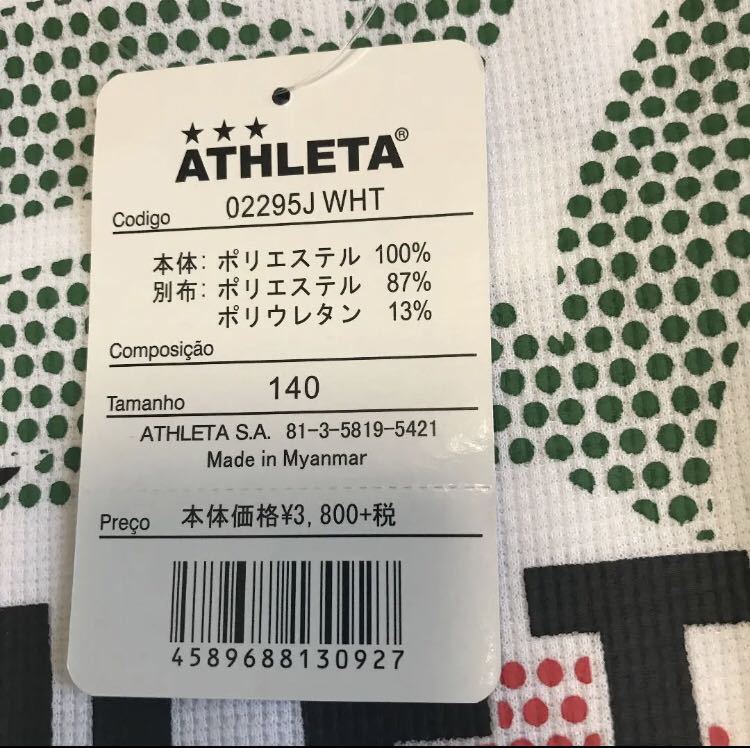 ★★★
ATHLETA®
Codigo 02295J WHT
本体: ポリエステル 100%
別布: ポリエステル 87%
ポリウレタン 13%
Composição
Tamanho 140
ATHLETA S.A. 81-3-5819-5421
Made in Myanmar
Preço 本体価格¥3,800+税
4589688130927